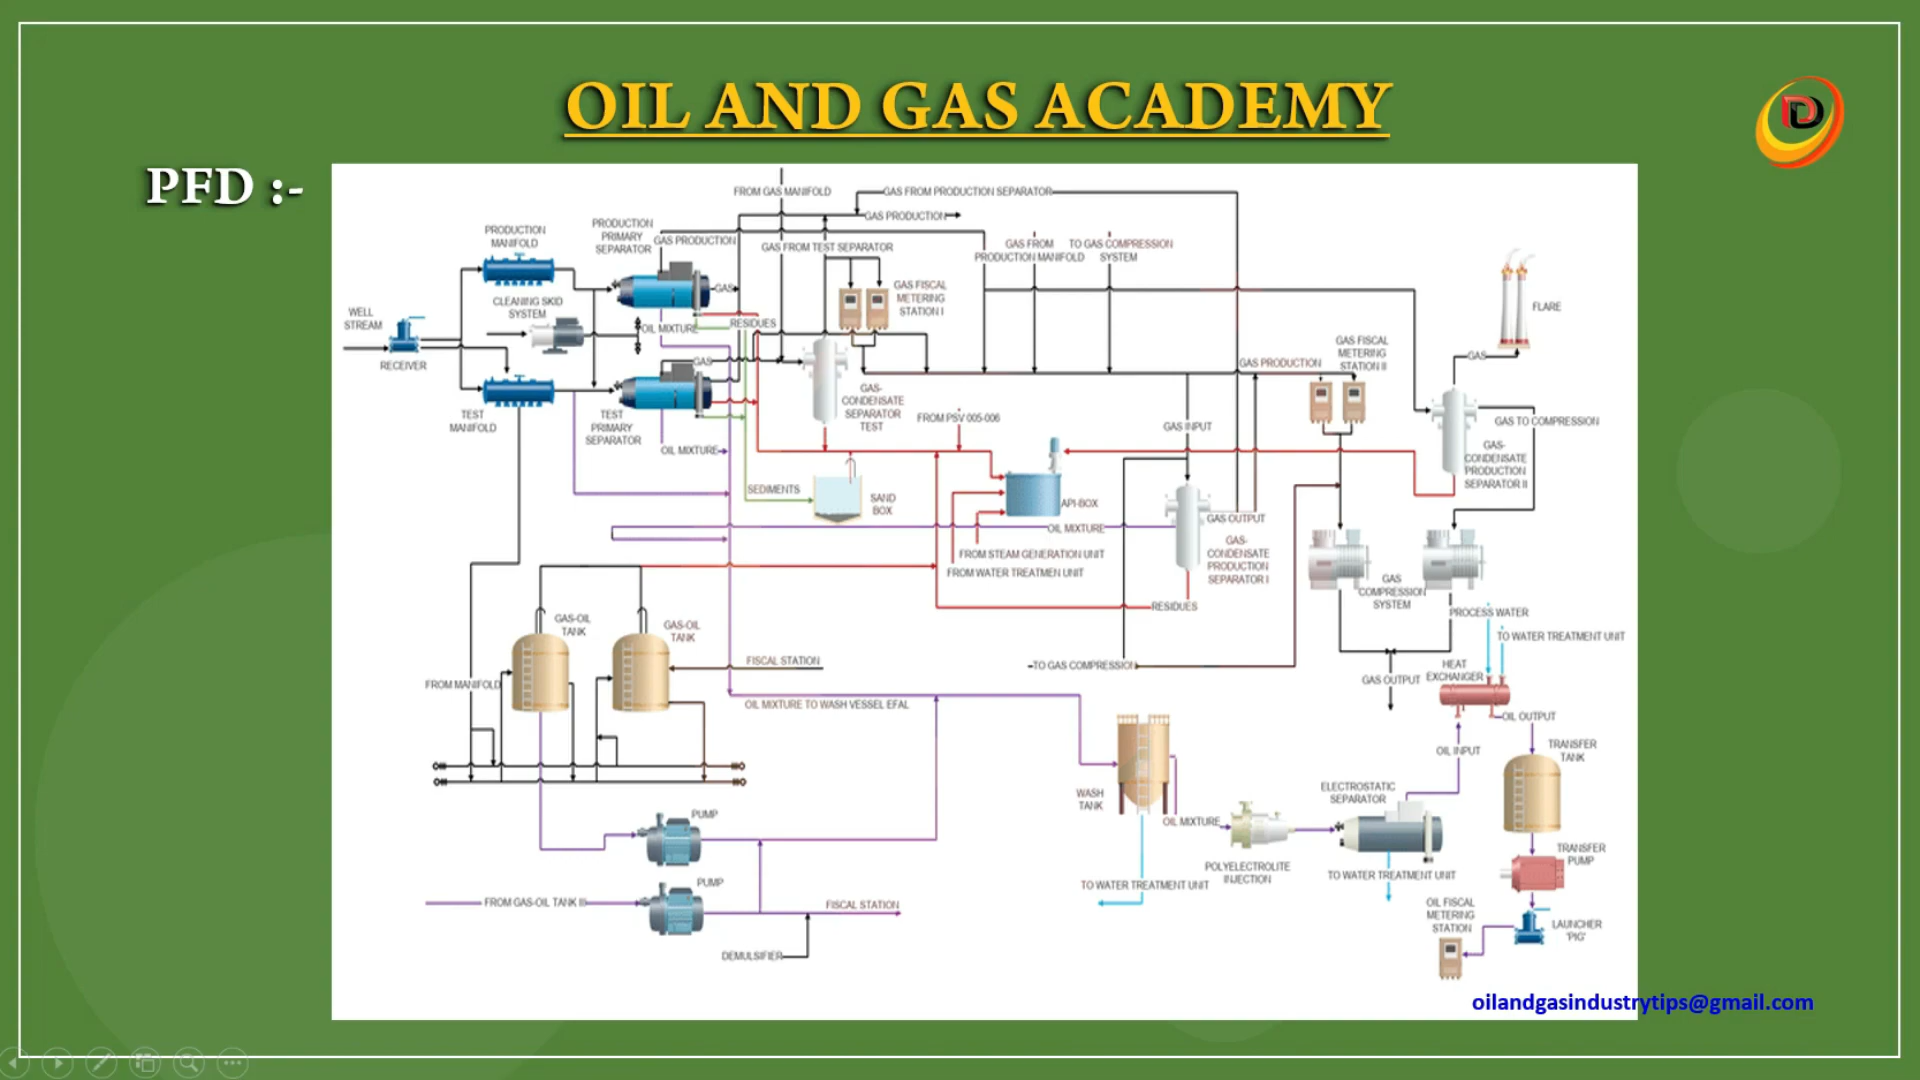 OIL AND GAS ACADEMY
PFD :-
FROM GAS MANIFOLD
GAS FROM PRODUCTION SEPARATOR
GAS PRODUCTION
PRODUCTION
MANIFOLD
PRODUCTION
PRIMARY
SEPARATOR
GAS PRODUCTION
GAS FROM TEST SEPARATOR
GAS FROM
PRODUCTION MANIFOLD
TO GAS COMPRESSION
SYSTEM
GAS
GAS FISCAL
METERING
STATION I
CLEANING SKID
SYSTEM
WELL
STREAM
RECEIVER
OIL MIXTURE
RESIDUES
FLARE
GAS FISCAL
METERING
STATION II
GAS PRODUCTION
GAS
GAS
TEST
MANIFOLD
TEST
PRIMARY
SEPARATOR
GAS-
CONDENSATE
SEPARATOR
TEST
FROM PSV 005-006
GAS INPUT
GAS TO COMPRESSION
GAS-
CONDENSATE
PRODUCTION
SEPARATOR II
OIL MIXTURE
SEDIMENTS
SAND
BOX
API-BOX
OIL MIXTURE
GAS OUTPUT
GAS-
CONDENSATE
PRODUCTION
SEPARATOR I
FROM STEAM GENERATION UNIT
FROM WATER TREATMEN UNIT
RESIDUES
GAS
COMPRESSION
SYSTEM
PROCESS WATER
TO WATER TREATMENT UNIT
GAS-OIL
TANK
GAS-OIL
TANK
FISCAL STATION
TO GAS COMPRESSION
HEAT
EXCHANGER
GAS OUTPUT
FROM MANIFOLD
OIL MIXTURE TO WASH VESSEL EFAL
OIL OUTPUT
OIL INPUT
TRANSFER
TANK
WASH
TANK
ELECTROSTATIC
SEPARATOR
PUMP
OIL MIXTURE
POLYELECTROLITE
INJECTION
TRANSFER
PUMP
PUMP
TO WATER TREATMENT UNIT
TO WATER TREATMENT UNIT
FROM GAS-OIL TANK III
FISCAL STATION
OIL FISCAL
METERING
STATION
LAUNCHER
'PIG'
DEMULSIFIER
oilandgasindustrytips@gmail.com